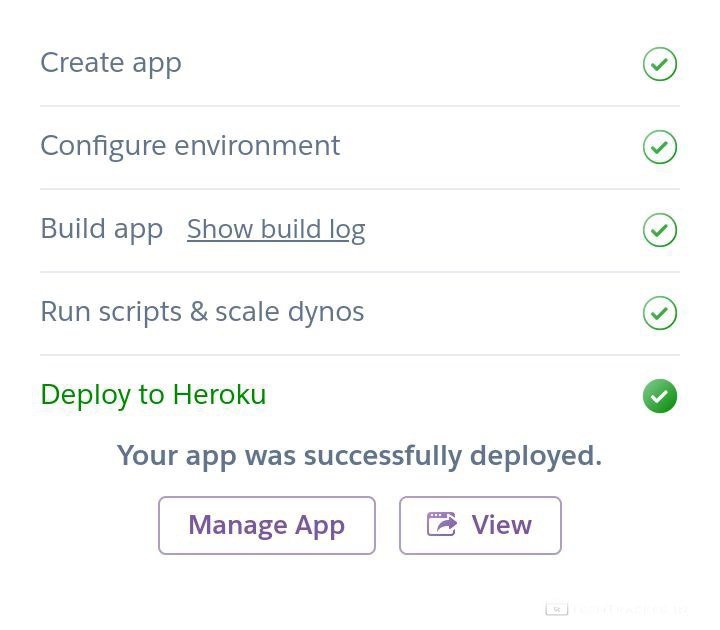 Create app
Configure environment
Build app Show build log
Run scripts & scale dynos
Deploy to Heroku
Your app was successfully deployed.
Manage App View